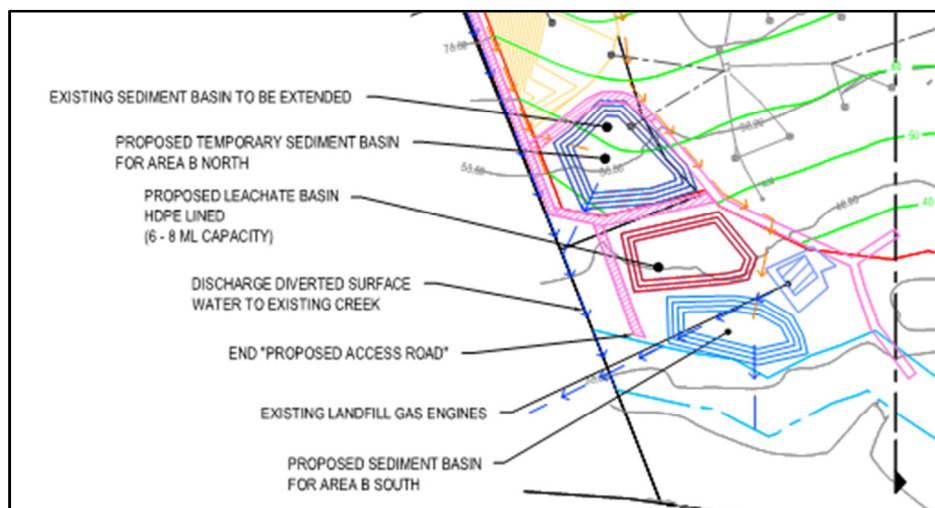 EXISTING SEDIMENT BASIN TO BE EXTENDED
PROPOSED TEMPORARY SEDIMENT BASIN
FOR AREA B NORTH
PROPOSED LEACHATE BASIN
HDPE LINED
(6 - 8 ML CAPACITY)
DISCHARGE DIVERTED SURFACE
WATER TO EXISTING CREEK
END "PROPOSED ACCESS ROAD"
EXISTING LANDFILL GAS ENGINES
PROPOSED SEDIMENT BASIN
FOR AREA B SOUTH
50
40